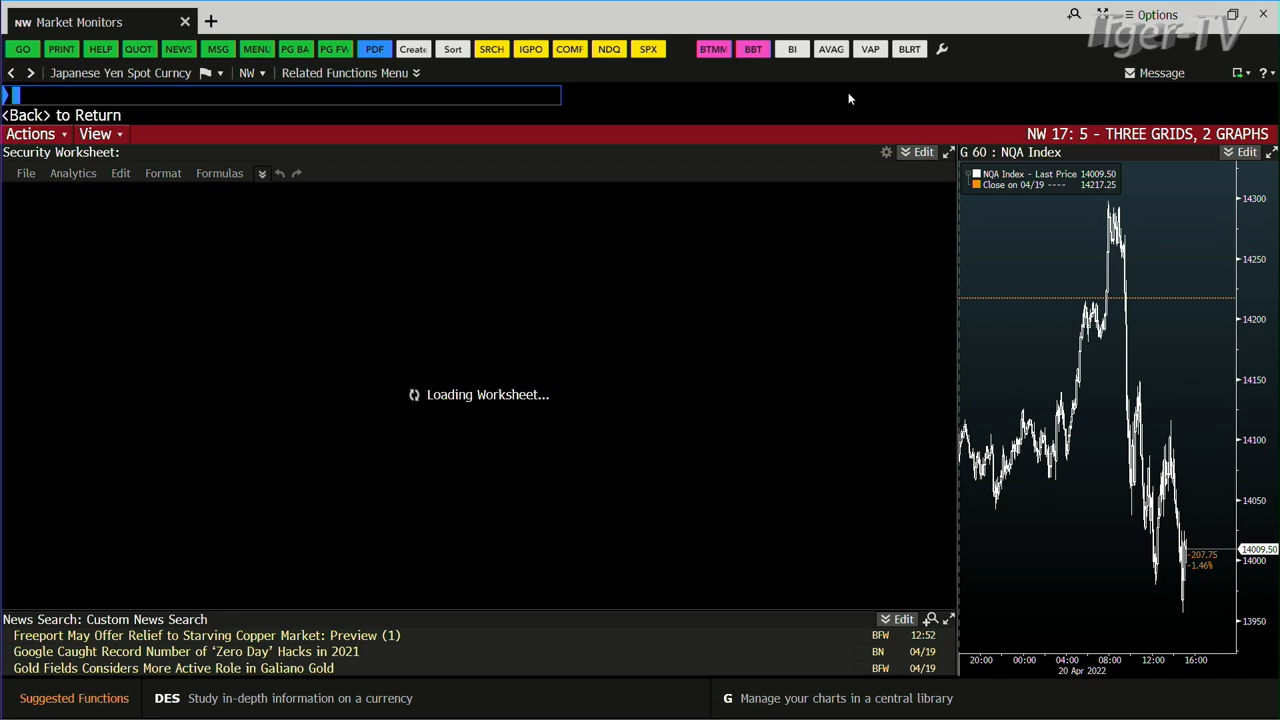 NW Market Monitors
Tiger-TV
Options
GO PRINT HELP QUOT NEWS MSG MENU PG BA PG FW PDF Create Sort SRCH IGPO COMF NDQ SPX BTMM BBT BI AVAG VAP BLRT
Japanese Yen Spot Curncy NW Related Functions Menu Message ?
<Back> to Return
Actions View NW 17: 5 - THREE GRIDS, 2 GRAPHS
Security Worksheet: Edit
G 60 : NQA Index Edit
File Analytics Edit Format Formulas
NQA Index - Last Price 14009.50
Close on 04/19 ---- 14217.25
14300
14250
14200
14150
14100
14050
14009.50
-207.75
14000
-1.46%
13950
Loading Worksheet...
News Search: Custom News Search Edit
Freeport May Offer Relief to Starving Copper Market: Preview (1) BFW 12:52
Google Caught Record Number of ‘Zero Day’ Hacks in 2021 BN 04/19
Gold Fields Considers More Active Role in Galiano Gold BFW 04/19
20:00 00:00 04:00 08:00 12:00 16:00
20 Apr 2022
Suggested Functions DES Study in-depth information on a currency G Manage your charts in a central library